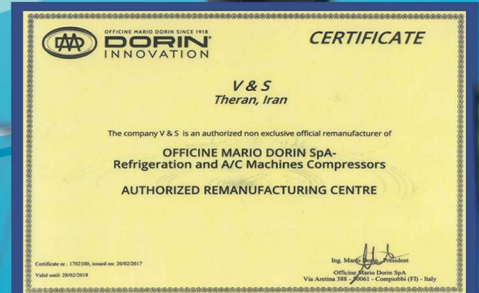 OFFICINE MARIO DORIN SINCE 1918
DORIN®
INNOVATION
CERTIFICATE
V & S
Theran, Iran
The company V & S is an authorized non exclusive official remanufacturer of
OFFICINE MARIO DORIN SpA-
Refrigeration and A/C Machines Compressors
AUTHORIZED REMANUFACTURING CENTRE
Certificate nr.: 1702100, issued on: 20/02/2017
Valid until: 28/02/2018
Ing. Mario Dorin, President
Officine Mario Dorin SpA
Via Aretina 388 - 50061 - Compiobbi (FI) - Italy